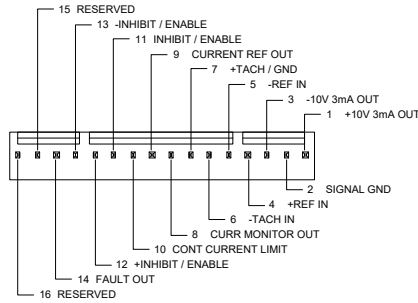 15 RESERVED
13 -INHIBIT / ENABLE
11 INHIBIT / ENABLE
9 CURRENT REF OUT
7 +TACH / GND
5 -REF IN
3 -10V 3mA OUT
1 +10V 3mA OUT
2 SIGNAL GND
4 +REF IN
6 -TACH IN
8 CURR MONITOR OUT
10 CONT CURRENT LIMIT
12 +INHIBIT / ENABLE
14 FAULT OUT
16 RESERVED